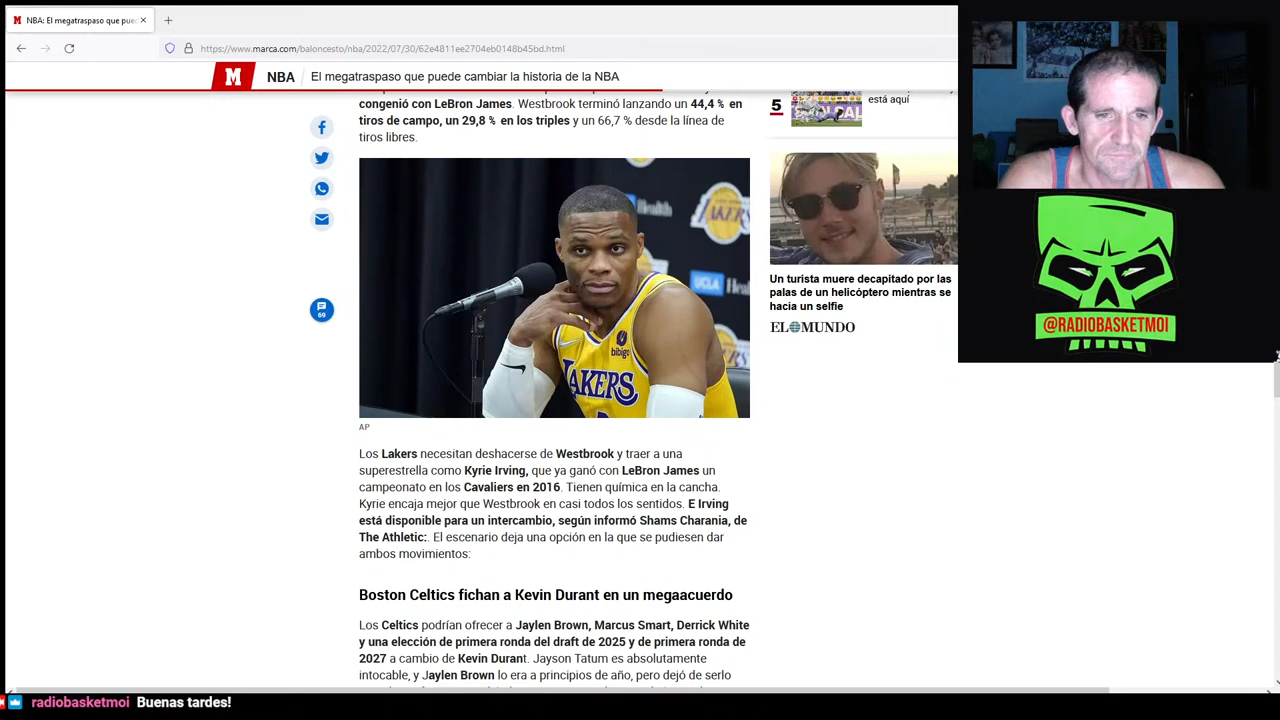 NBA: El megatraspaso que pued
https://www.marca.com/baloncesto/nba/2022/07/30/62e4811ee2704eb0148b45bd.html
M NBA El megatraspaso que puede cambiar la historia de la NBA
congenió con LeBron James. Westbrook terminó lanzando un 44,4 % en
tiros de campo, un 29,8 % en los triples y un 66,7 % desde la línea de
tiros libres.
69
Health
LAKERS
UCLA Hea
bibigo
LAKERS
AP
Los Lakers necesitan deshacerse de Westbrook y traer a una
superestrella como Kyrie Irving, que ya ganó con LeBron James un
campeonato en los Cavaliers en 2016. Tienen química en la cancha.
Kyrie encaja mejor que Westbrook en casi todos los sentidos. E Irving
está disponible para un intercambio, según informó Shams Charania, de
The Athletic:. El escenario deja una opción en la que se pudiesen dar
ambos movimientos:
Boston Celtics fichan a Kevin Durant en un megaacuerdo
Los Celtics podrían ofrecer a Jaylen Brown, Marcus Smart, Derrick White
y una elección de primera ronda del draft de 2025 y de primera ronda de
2027 a cambio de Kevin Durant. Jayson Tatum es absolutamente
intocable, y Jaylen Brown lo era a principios de año, pero dejó de serlo
5
está aquí
Un turista muere decapitado por las
palas de un helicóptero mientras se
hacia un selfie
EL MUNDO
@RADIOBASKETMOI
radiobasketmoi Buenas tardes!